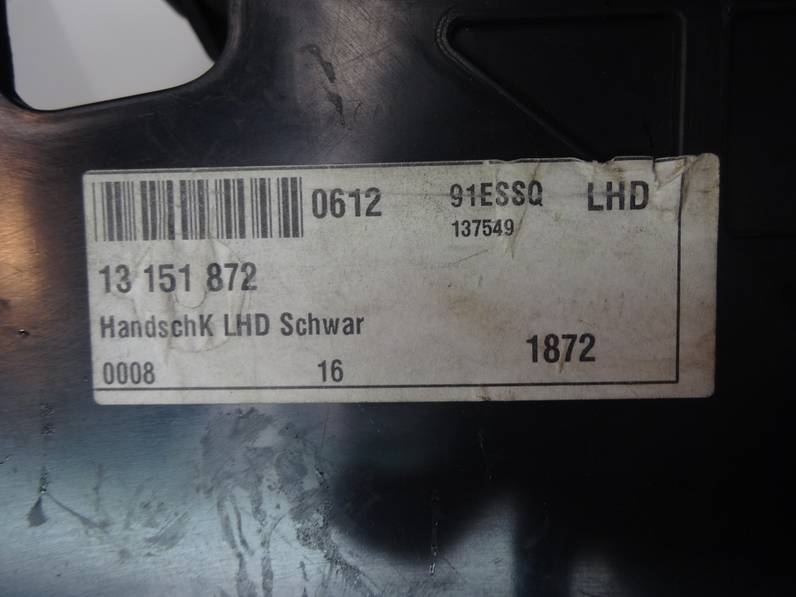 0612 91ESSQ LHD
137549
13 151 872
HandschK LHD Schwar
1872
0008 16